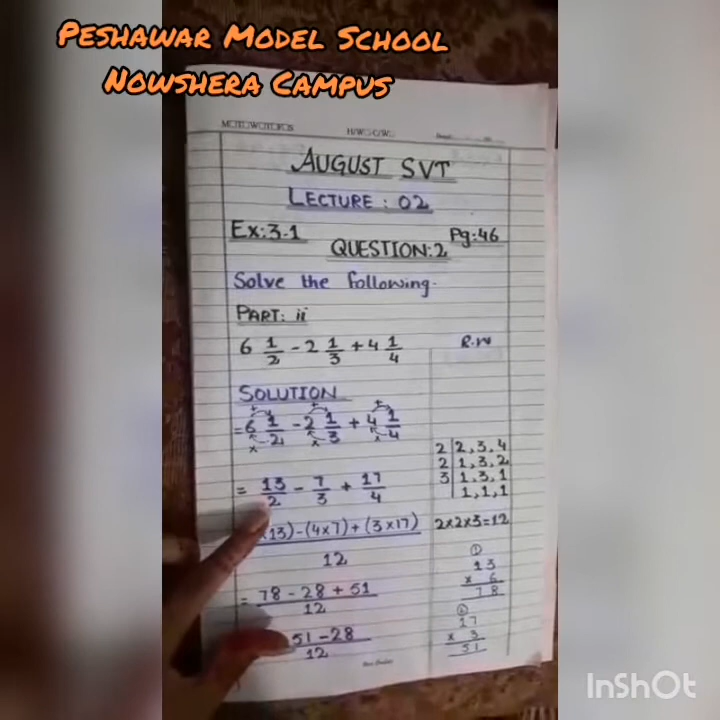 PESHAWAR MODEL SCHOOL
NOWSHERA CAMPUS
H/W□ C/W□
AUGUST SVT
LECTURE : 02
Ex:3.1
Pg:46
QUESTION:2
Solve the following.
PART: ii
6 1/2 - 2 1/3 + 4 1/4
R.W
SOLUTION
= 6 1/2 - 2 1/3 + 4 1/4
= 13/2 - 7/3 + 17/4
×13) - (4×7) + (3×17)
12
= 78 - 28 + 51
12
51 - 28
12
2 | 2, 3, 4
2 | 1, 3, 2
3 | 1, 3, 1
| 1, 1, 1
2×2×3=12
①
13
× 6
78
②
17
× 3
51
InShOt